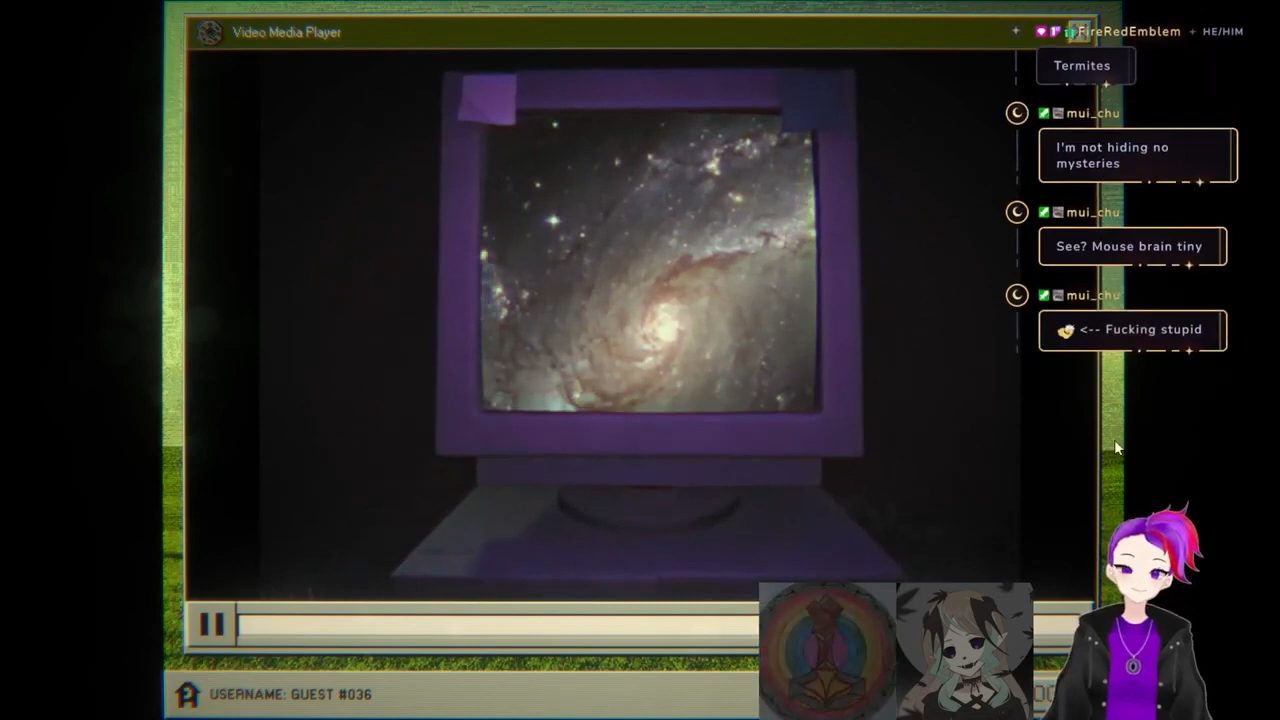 Video Media Player
FireRedEmblem + HE/HIM
Termites
mui_chu
I'm not hiding no
mysteries
mui_chu
See? Mouse brain tiny
mui_chu
<-- Fucking stupid
USERNAME: GUEST #036